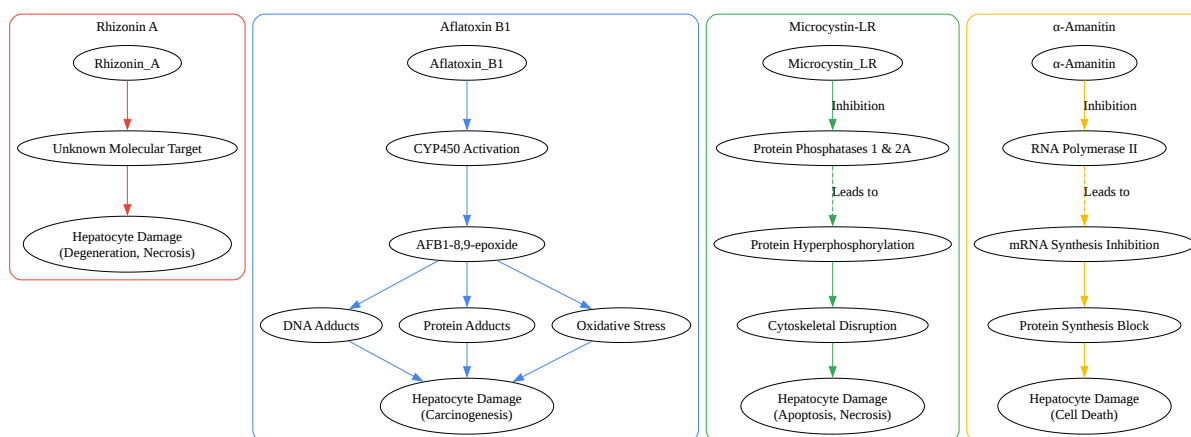 Rhizonin A
Rhizonin_A
Unknown Molecular Target
Hepatocyte Damage
(Degeneration, Necrosis)
Aflatoxin B1
Aflatoxin_B1
CYP450 Activation
AFB1-8,9-epoxide
DNA Adducts
Protein Adducts
Oxidative Stress
Hepatocyte Damage
(Carcinogenesis)
Microcystin-LR
Microcystin_LR
Inhibition
Protein Phosphatases 1 & 2A
Leads to
Protein Hyperphosphorylation
Cytoskeletal Disruption
Hepatocyte Damage
(Apoptosis, Necrosis)
α-Amanitin
α-Amanitin
Inhibition
RNA Polymerase II
Leads to
mRNA Synthesis Inhibition
Protein Synthesis Block
Hepatocyte Damage
(Cell Death)